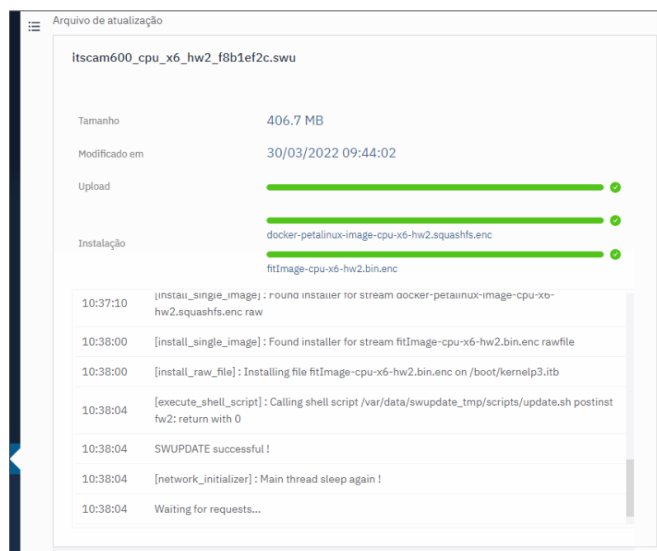 Arquivo de atualização
itscam600_cpu_x6_hw2_f8b1ef2c.swu
Tamanho
406.7 MB
Modificado em
30/03/2022 09:44:02
Upload
Instalação
docker-petalinux-image-cpu-x6-hw2.squashfs.enc
fitImage-cpu-x6-hw2.bin.enc
10:37:10
[install_single_image] : Found installer for stream docker-petalinux-image-cpu-x6-
hw2.squashfs.enc raw
10:38:00
[install_single_image] : Found installer for stream fitImage-cpu-x6-hw2.bin.enc rawfile
10:38:00
[install_raw_file] : Installing file fitImage-cpu-x6-hw2.bin.enc on /boot/kernelp3.itb
10:38:04
[execute_shell_script] : Calling shell script /var/data/swupdate_tmp/scripts/update.sh postinst
fw2: return with 0
10:38:04
SWUPDATE successful !
10:38:04
[network_initializer] : Main thread sleep again !
10:38:04
Waiting for requests...